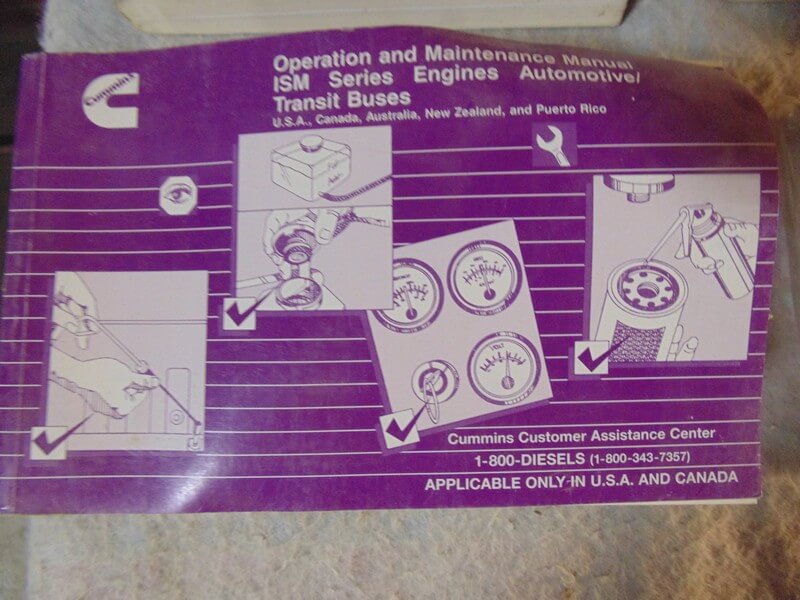 Cummins
Operation and Maintenance Manual
ISM Series Engines Automotive/
Transit Buses
U.S.A., Canada, Australia, New Zealand, and Puerto Rico
VOLT
Cummins Customer Assistance Center
1-800-DIESELS (1-800-343-7357)
APPLICABLE ONLY IN U.S.A. AND CANADA